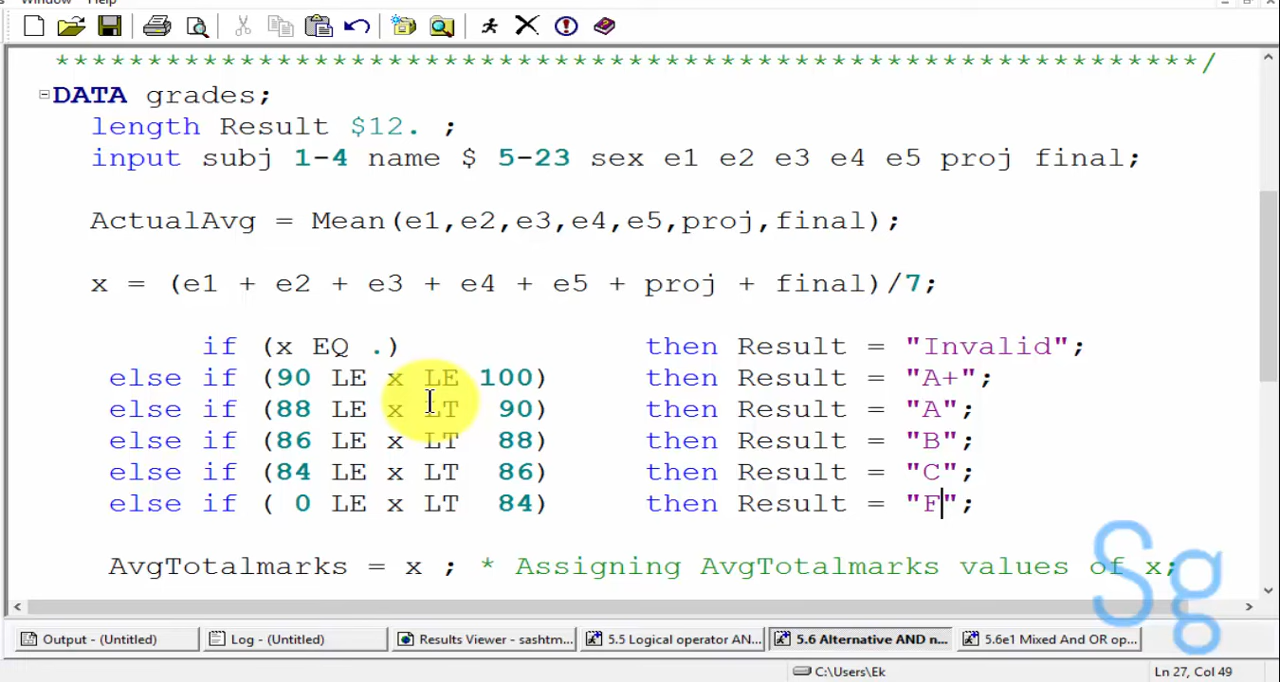 Window Help
************************************************************/
DATA grades;
length Result $12. ;
input subj 1-4 name $ 5-23 sex e1 e2 e3 e4 e5 proj final;
ActualAvg = Mean(e1,e2,e3,e4,e5,proj,final);
x = (e1 + e2 + e3 + e4 + e5 + proj + final)/7;
if (x EQ .) then Result = "Invalid";
else if (90 LE x LE 100) then Result = "A+";
else if (88 LE x LT 90) then Result = "A";
else if (86 LE x LT 88) then Result = "B";
else if (84 LE x LT 86) then Result = "C";
else if ( 0 LE x LT 84) then Result = "F";
AvgTotalmarks = x ; * Assigning AvgTotalmarks values of x;
Sg
Output - (Untitled) Log - (Untitled) Results Viewer - sashtm... 5.5 Logical operator AN... 5.6 Alternative AND n... 5.6e1 Mixed And OR op...
C:\Users\Ek Ln 27, Col 49